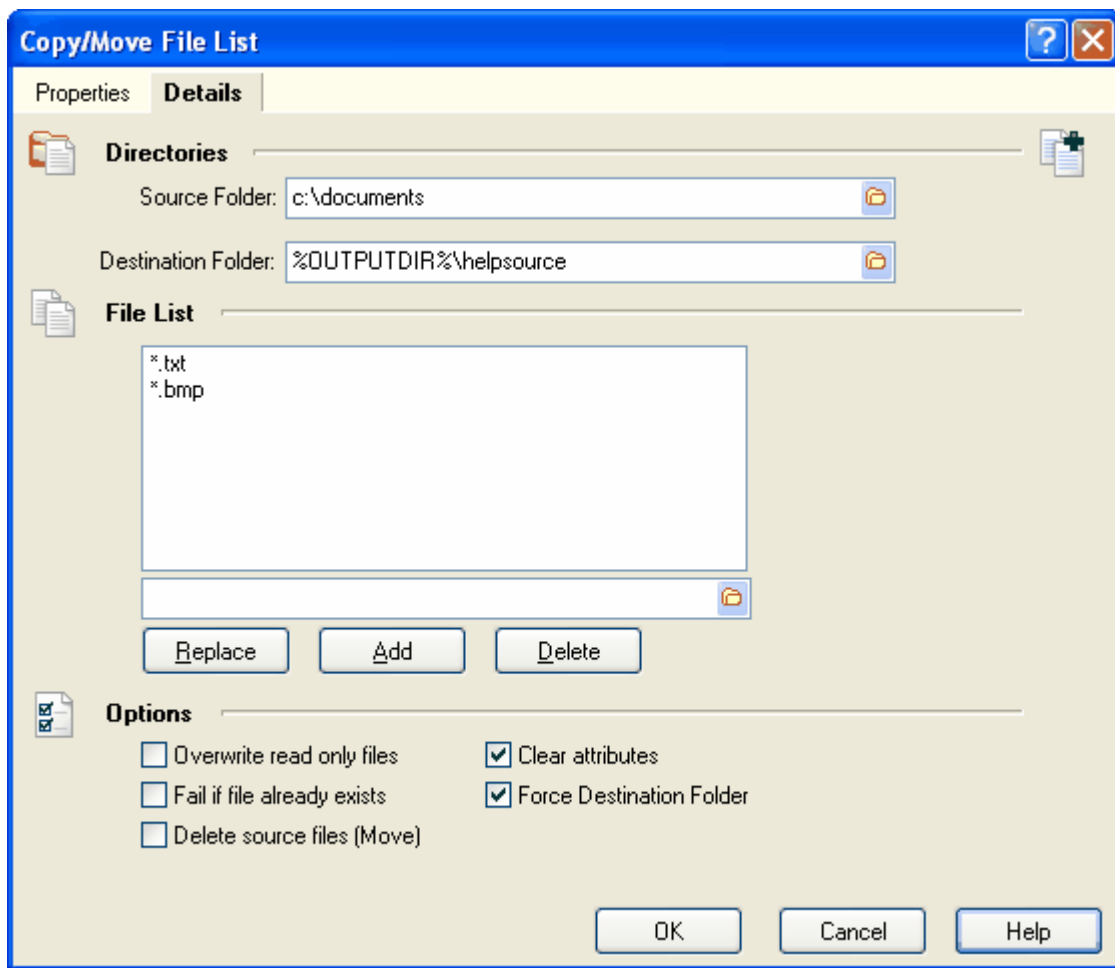 Copy/Move File List
Properties Details
Directories
Source Folder: c:\documents
Destination Folder: %OUTPUTDIR%\helpsource
File List
*.txt
*.bmp
Replace Add Delete
Options
Overwrite read only files Clear attributes
Fail if file already exists Force Destination Folder
Delete source files (Move)
OK Cancel Help